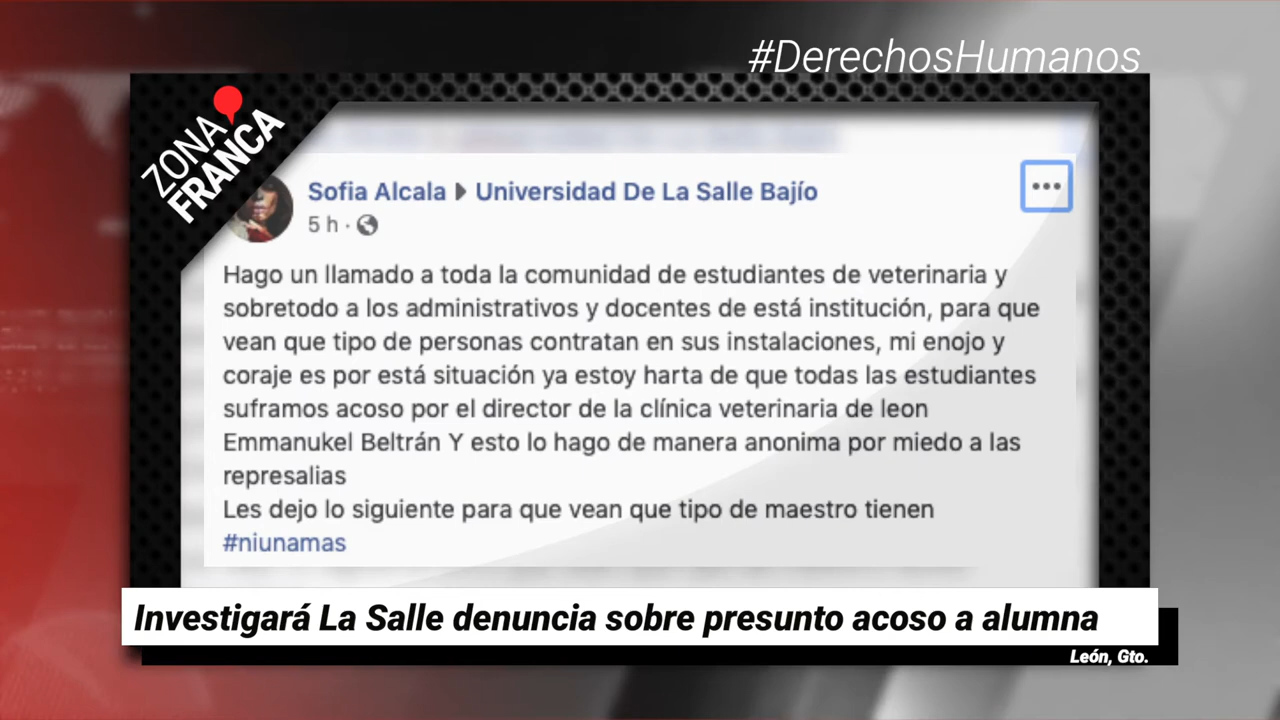 #DerechosHumanos
ZONA
FRANCA
Sofia Alcala Universidad De La Salle Bajío
5 h ·
Hago un llamado a toda la comunidad de estudiantes de veterinaria y
sobretodo a los administrativos y docentes de está institución, para que
vean que tipo de personas contratan en sus instalaciones, mi enojo y
coraje es por está situación ya estoy harta de que todas las estudiantes
suframos acoso por el director de la clínica veterinaria de leon
Emmanukel Beltrán Y esto lo hago de manera anonima por miedo a las
represalias
Les dejo lo siguiente para que vean que tipo de maestro tienen
#niunamas
Investigará La Salle denuncia sobre presunto acoso a alumna
León, Gto.